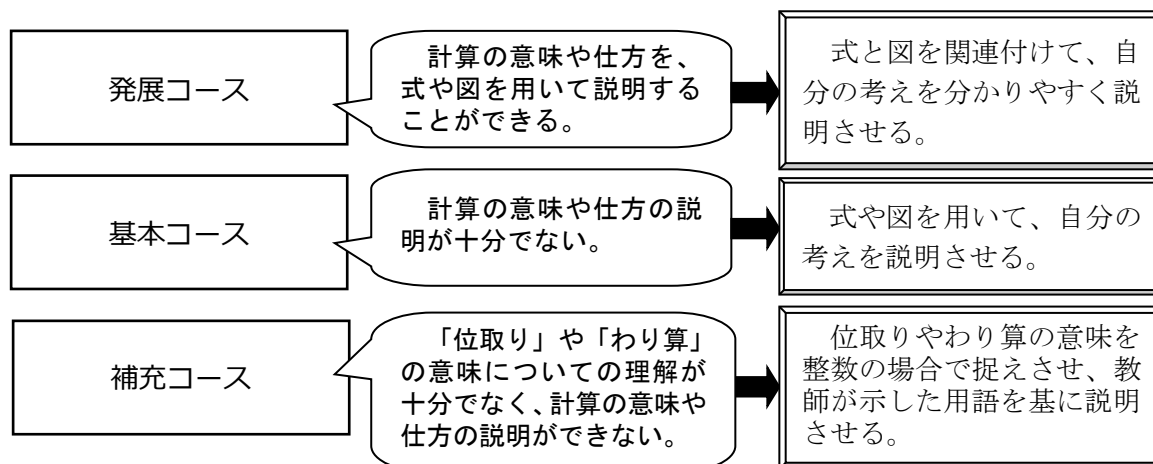 発展コース
　計算の意味や仕方を、
式や図を用いて説明する
ことができる。
　式と図を関連付けて、自
分の考えを分かりやすく説
明させる。
基本コース
　計算の意味や仕方の説
明が十分でない。
　式や図を用いて、自分の
考えを説明させる。
補充コース
　「位取り」や「わり算」
の意味についての理解が
十分でなく、計算の意味や
仕方の説明ができない。
　位取りやわり算の意味を
整数の場合で捉えさせ、教
師が示した用語を基に説明
させる。